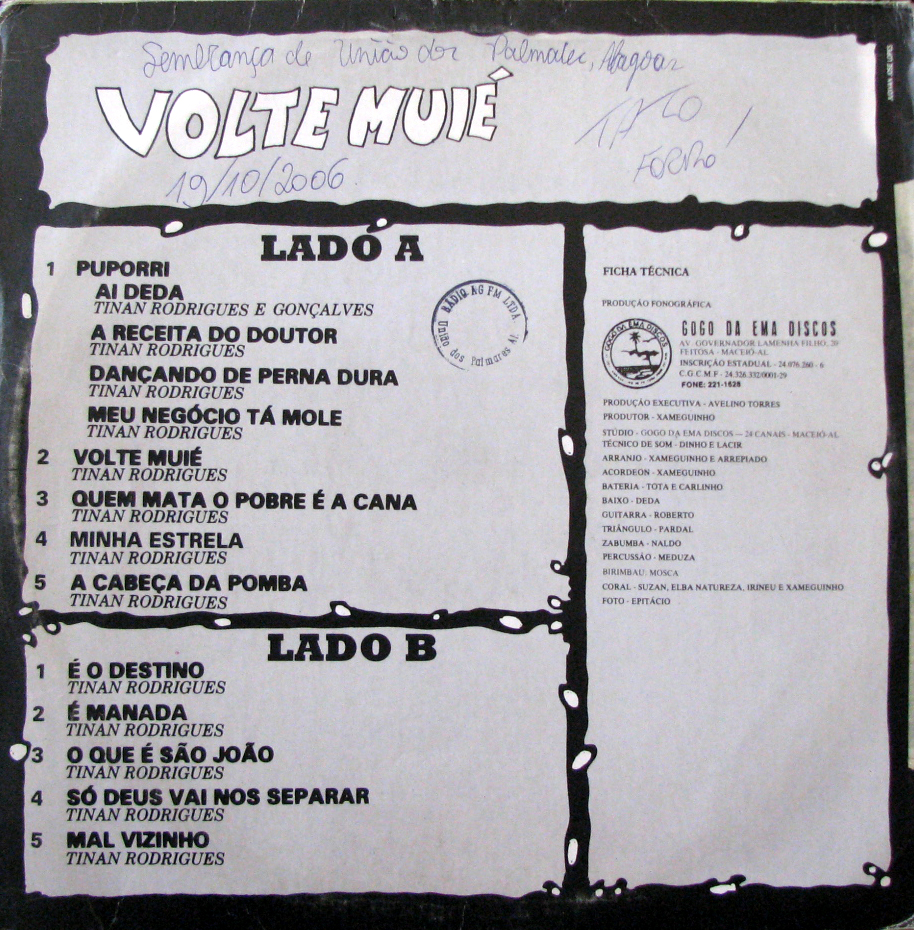 Lembrança de União dos Palmares, Alagoas
VOLTE MUIÉ
TATO
FORRÓ!
19/10/2006
LADO A
1 PUPORRI
AI DEDA
TINAN RODRIGUES E GONÇALVES
A RECEITA DO DOUTOR
TINAN RODRIGUES
DANÇANDO DE PERNA DURA
TINAN RODRIGUES
MEU NEGÓCIO TÁ MOLE
TINAN RODRIGUES
2 VOLTE MUIÉ
TINAN RODRIGUES
3 QUEM MATA O POBRE É A CANA
TINAN RODRIGUES
4 MINHA ESTRELA
TINAN RODRIGUES
5 A CABEÇA DA POMBA
TINAN RODRIGUES
RÁDIO AG FM LTDA
União dos Palmares Al
LADO B
1 É O DESTINO
TINAN RODRIGUES
2 É MANADA
TINAN RODRIGUES
3 O QUE É SÃO JOÃO
TINAN RODRIGUES
4 SÓ DEUS VAI NOS SEPARAR
TINAN RODRIGUES
5 MAL VIZINHO
TINAN RODRIGUES
FICHA TÉCNICA
PRODUÇÃO FONOGRÁFICA
GOGO DA EMA DISCOS
GOGO DA EMA DISCOS
AV. GOVERNADOR LAMENHA FILHO, 39
FEITOSA - MACEIÓ-AL
INSCRIÇÃO ESTADUAL - 24.076.260 - 6
C.G.C.M.F - 24.326.332/0001-29
FONE: 221-1628
PRODUÇÃO EXECUTIVA - AVELINO TORRES
PRODUTOR - XAMEGUINHO
STÚDIO - GOGO DA EMA DISCOS — 24 CANAIS - MACEIÓ-AL
TÉCNICO DE SOM - DINHO E LACIR
ARRANJO - XAMEGUINHO E ARREPIADO
ACORDEON - XAMEGUINHO
BATERIA - TOTA E CARLINHO
BAIXO - DEDA
GUITARRA - ROBERTO
TRIÂNGULO - PARDAL
ZABUMBA - NALDO
PERCUSSÃO - MEDUZA
BIRIMBAU: MOSCA
CORAL - SUZAN, ELBA NATUREZA, IRINEU E XAMEGUINHO
FOTO - EPITÁCIO